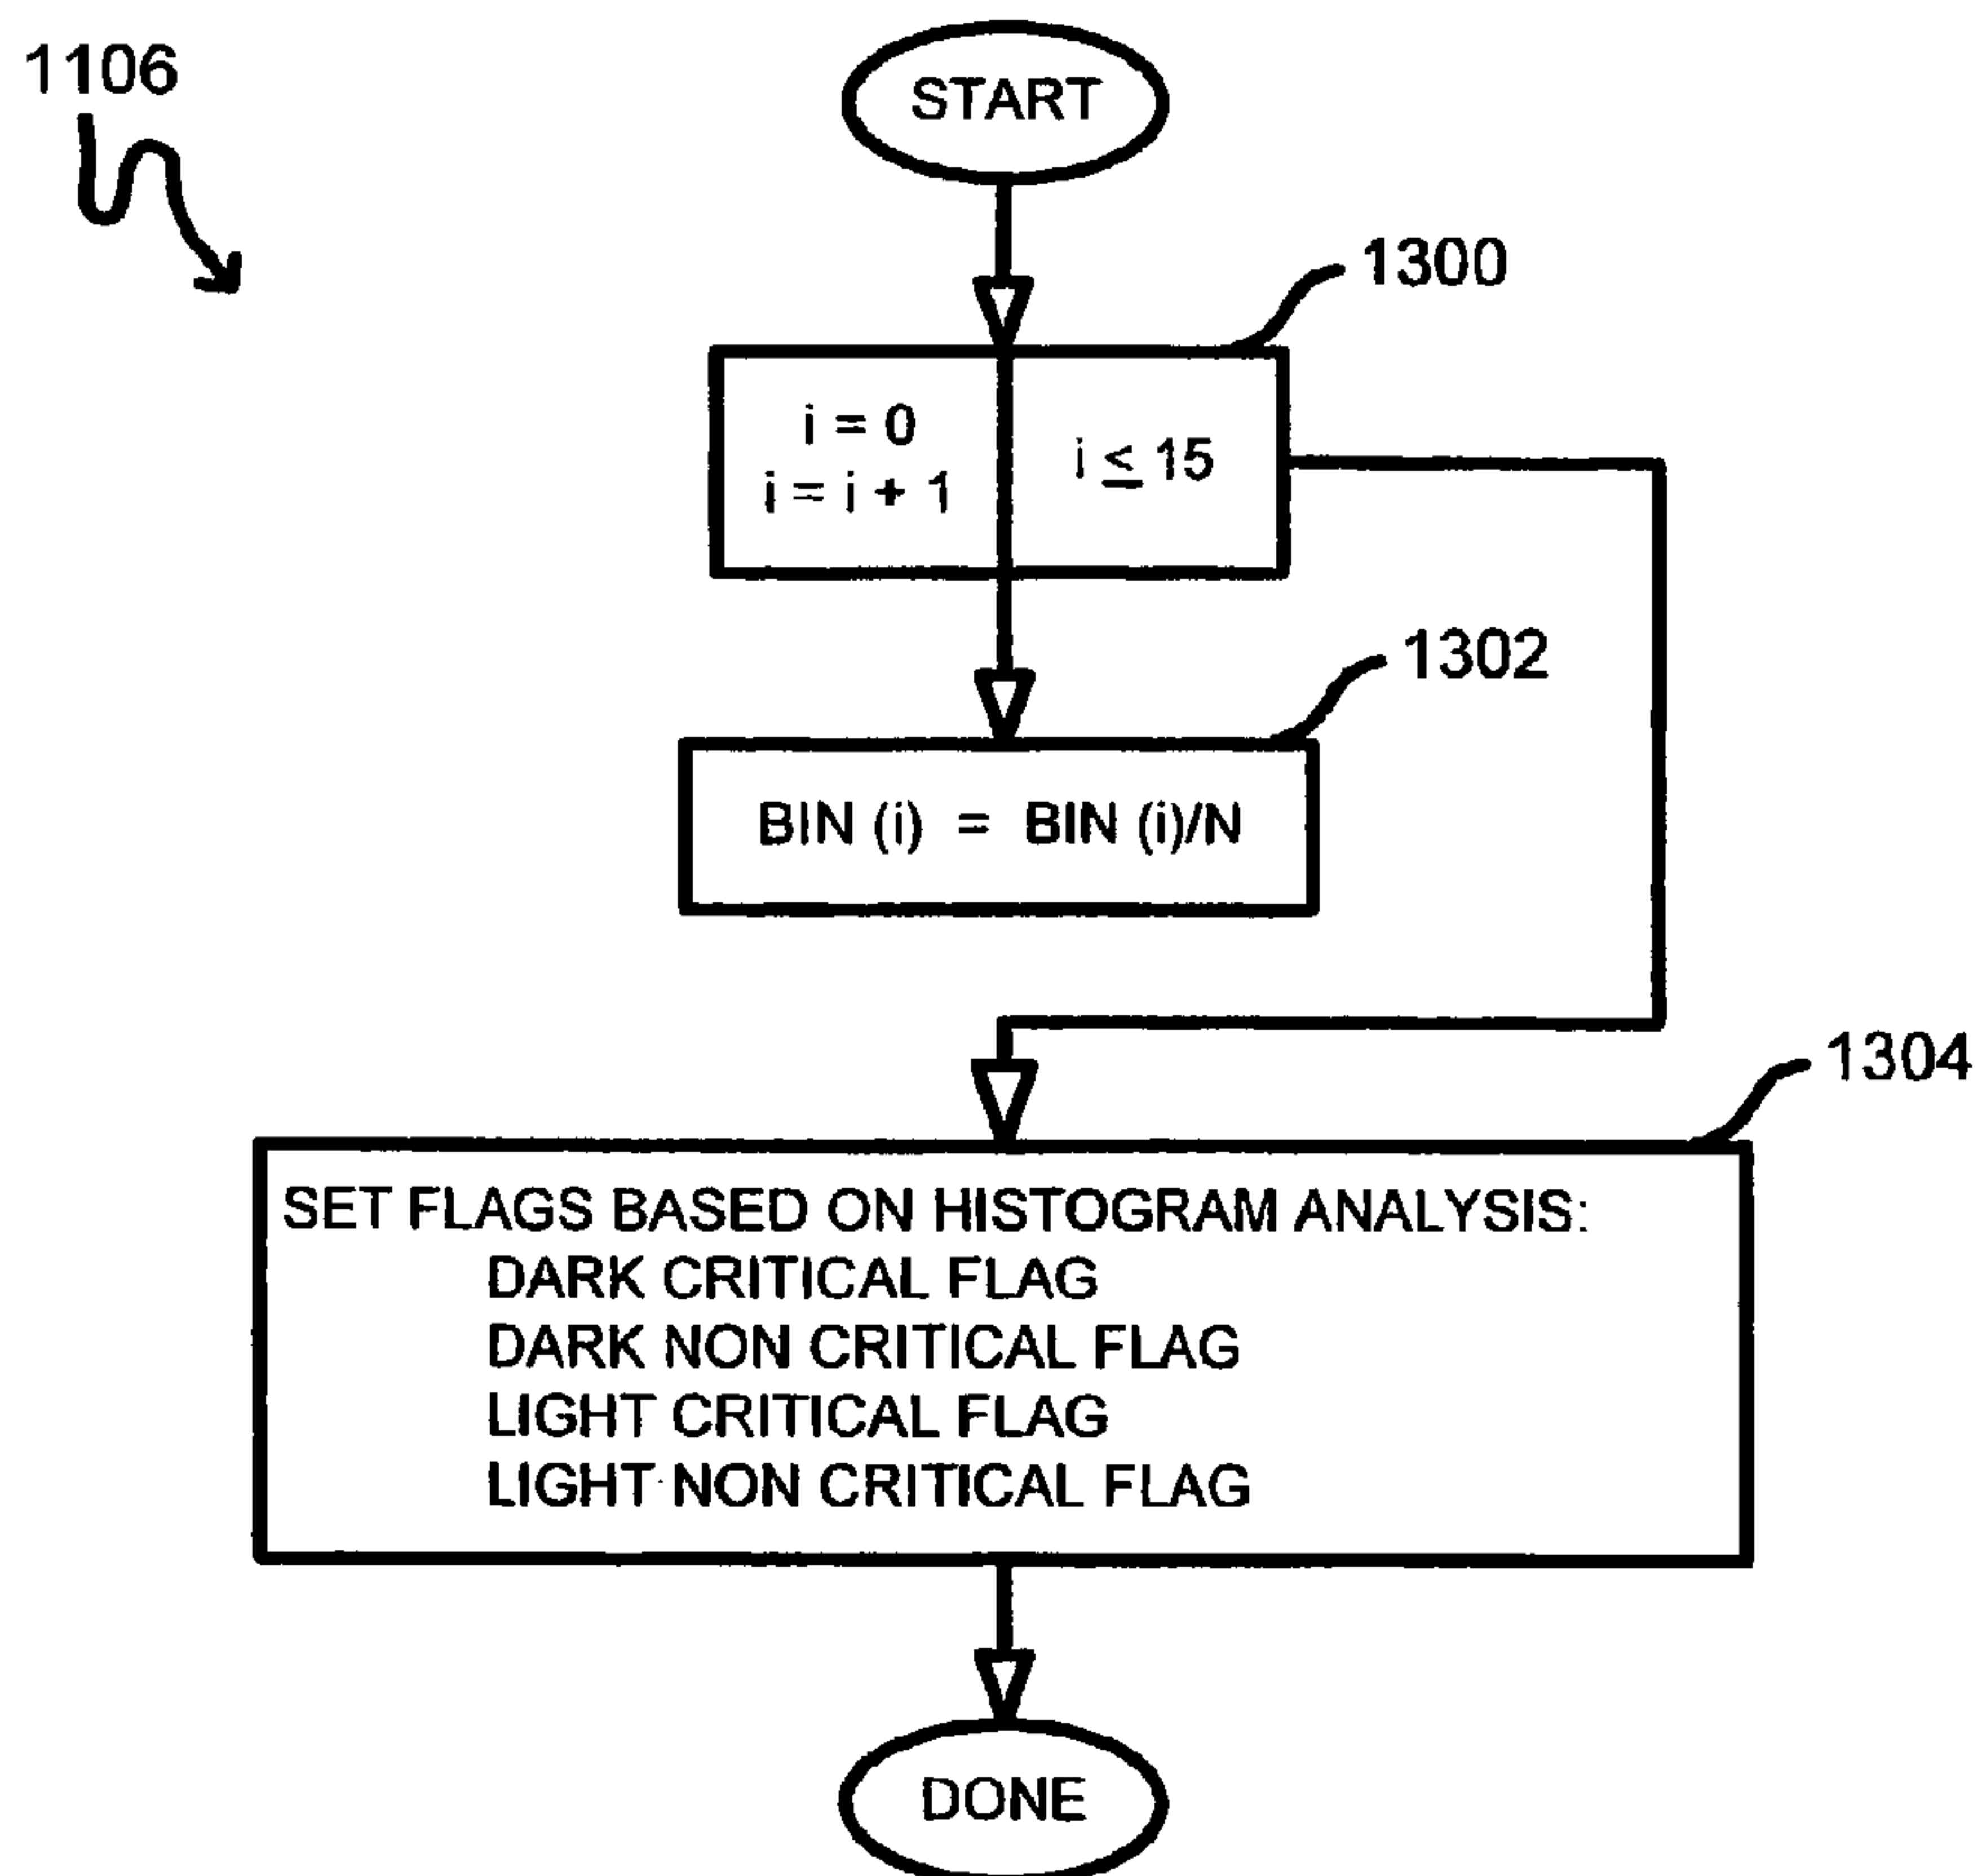 1106
START
1300
i = 0
i = i + 1
i ≤ 15
1302
BIN (i) = BIN (i)/N
1304
SET FLAGS BASED ON HISTOGRAM ANALYSIS:
DARK CRITICAL FLAG
DARK NON CRITICAL FLAG
LIGHT CRITICAL FLAG
LIGHT NON CRITICAL FLAG
DONE